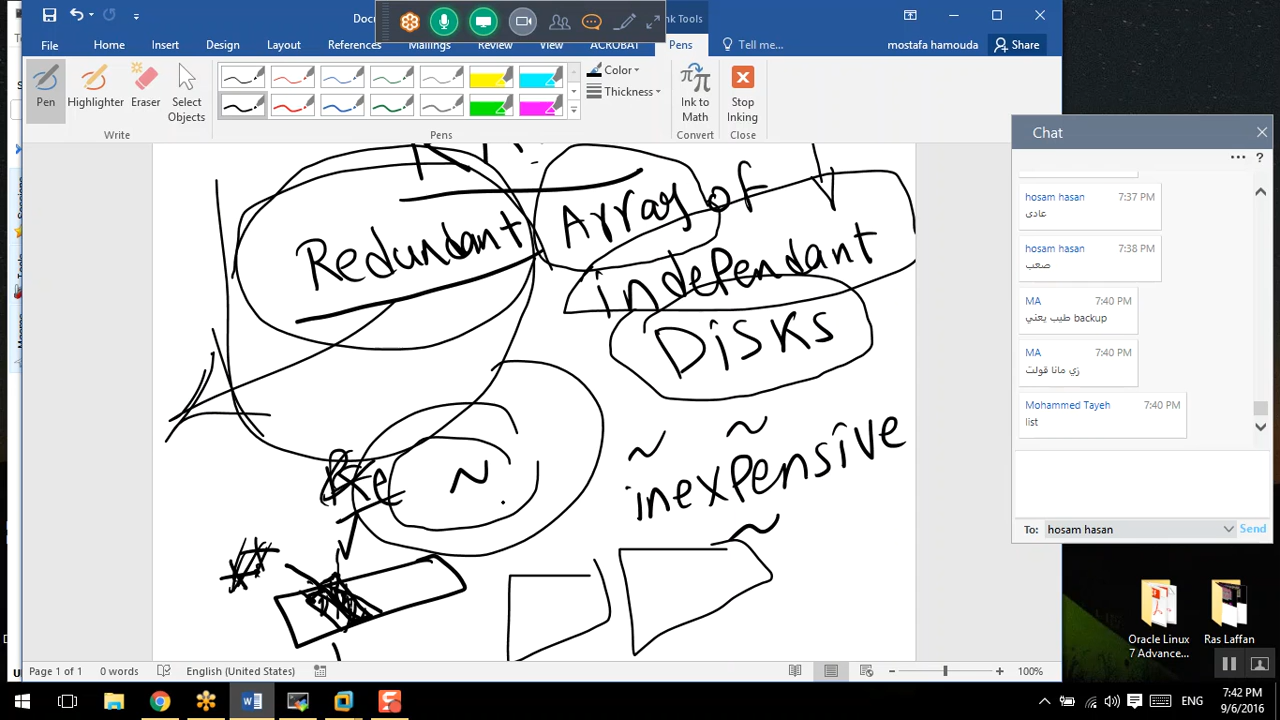 Docu
nk Tools
File
Home
Insert
Design
Layout
References
Mailings
Review
View
ACROBAT
Pens
Tell me...
mostafa hamouda
Share
Pen
Highlighter
Eraser
Select Objects
Color
Thickness
Ink to Math
Stop Inking
Write
Pens
Convert
Close
Redundant Array of
independant
Disks
Re
inexpensive
Chat
hosam hasan 7:37 PM
عادى
hosam hasan 7:38 PM
صعب
MA 7:40 PM
طيب يعني backup
MA 7:40 PM
زي مانا قولت
Mohammed Tayeh 7:40 PM
list
To: hosam hasan Send
Oracle Linux 7 Advance...
Ras Laffan
Page 1 of 1 0 words English (United States) 100%
ENG
7:42 PM
9/6/2016